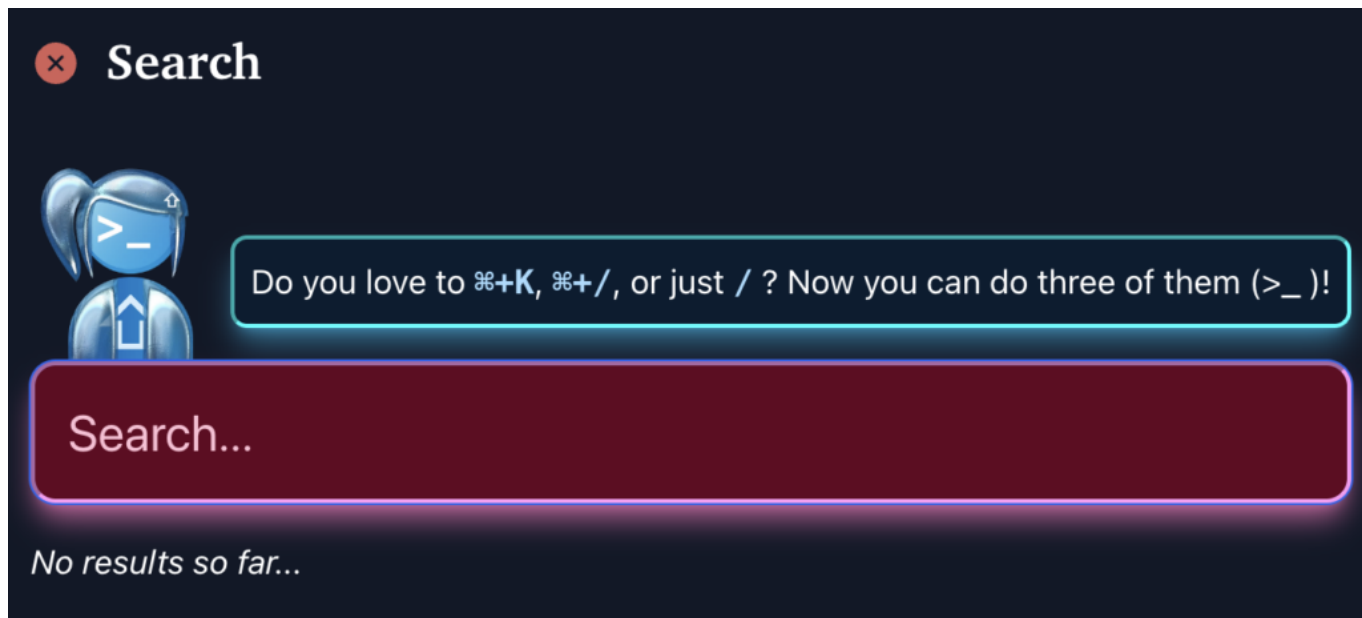 Search
>_
Do you love to ⌘+K, ⌘+/, or just / ? Now you can do three of them (>_ )!
Search...
No results so far...